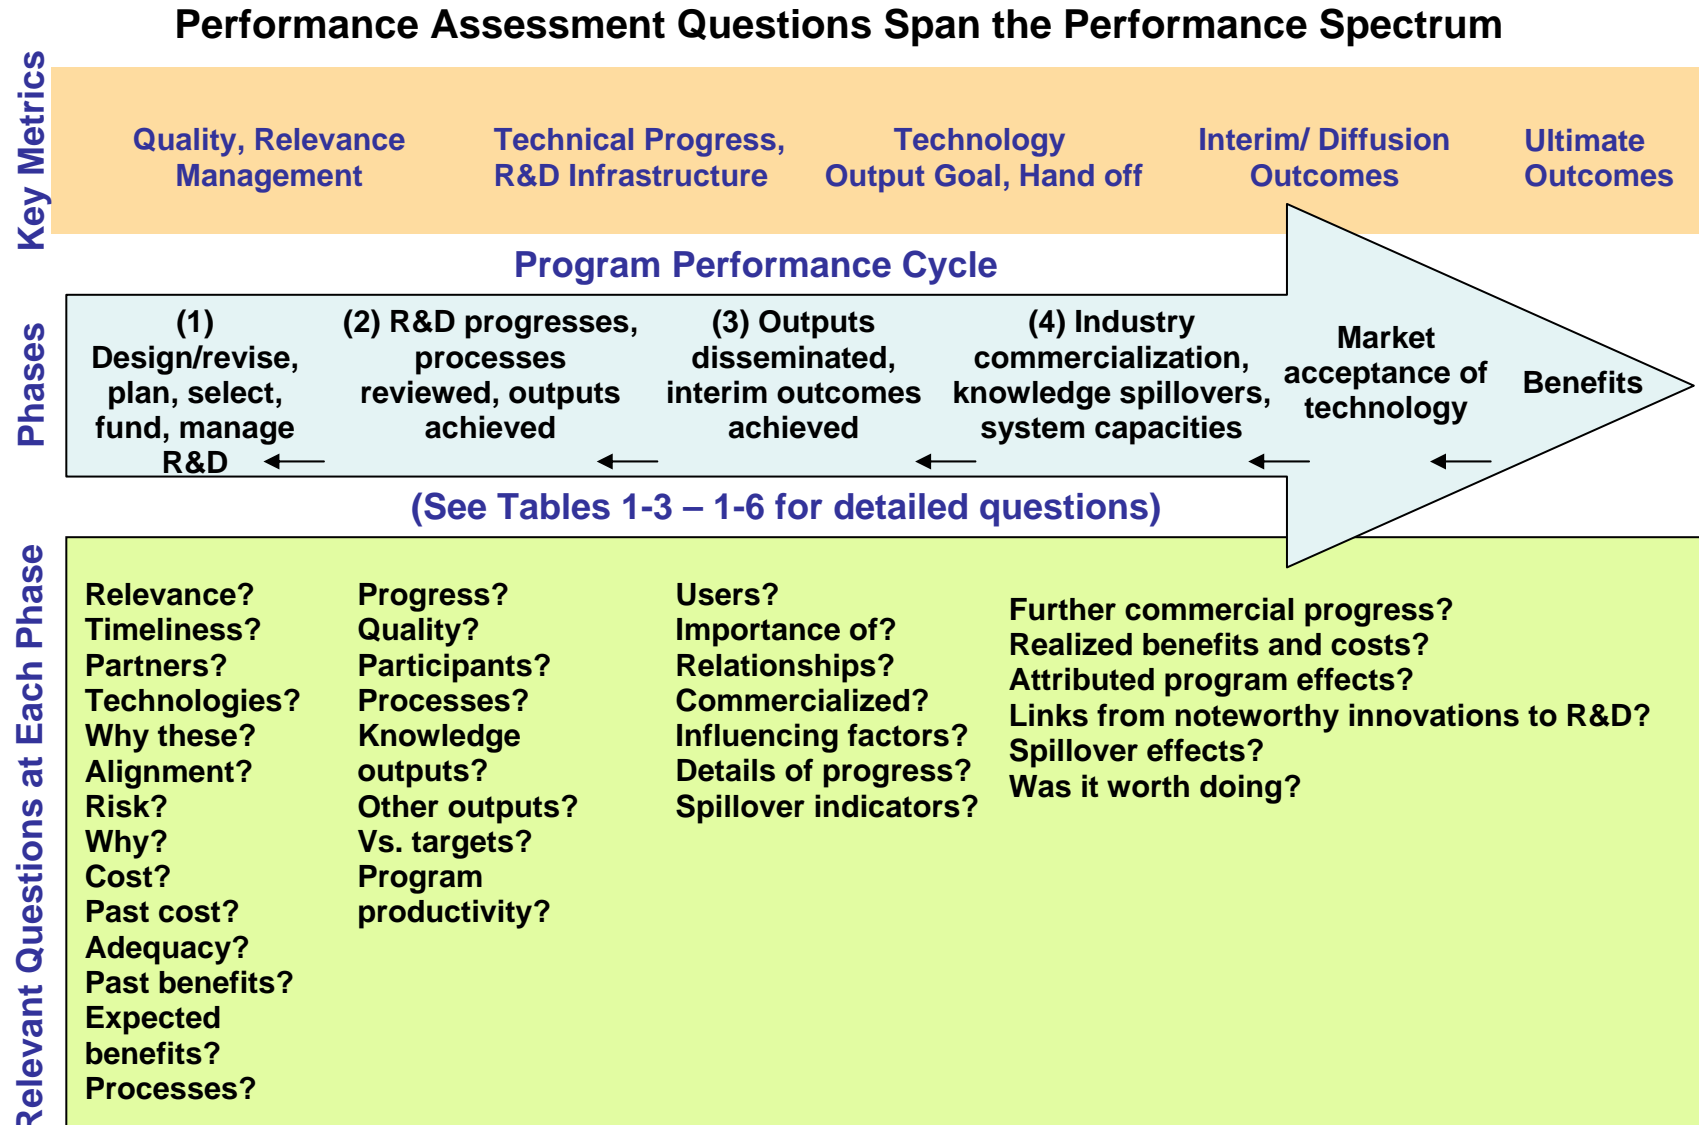 Performance Assessment Questions Span the Performance Spectrum
Key Metrics
Quality, Relevance
Management
Technical Progress,
R&D Infrastructure
Technology
Output Goal, Hand off
Interim/ Diffusion
Outcomes
Ultimate
Outcomes
Program Performance Cycle
Phases
(1)
Design/revise,
plan, select,
fund, manage
R&D
(2) R&D progresses,
processes
reviewed, outputs
achieved
(3) Outputs
disseminated,
interim outcomes
achieved
(4) Industry
commercialization,
knowledge spillovers,
system capacities
Market
acceptance of
technology
Benefits
(See Tables 1-3 – 1-6 for detailed questions)
Relevant Questions at Each Phase
Relevance?
Timeliness?
Partners?
Technologies?
Why these?
Alignment?
Risk?
Why?
Cost?
Past cost?
Adequacy?
Past benefits?
Expected
benefits?
Processes?
Progress?
Quality?
Participants?
Processes?
Knowledge
outputs?
Other outputs?
Vs. targets?
Program
productivity?
Users?
Importance of?
Relationships?
Commercialized?
Influencing factors?
Details of progress?
Spillover indicators?
Further commercial progress?
Realized benefits and costs?
Attributed program effects?
Links from noteworthy innovations to R&D?
Spillover effects?
Was it worth doing?